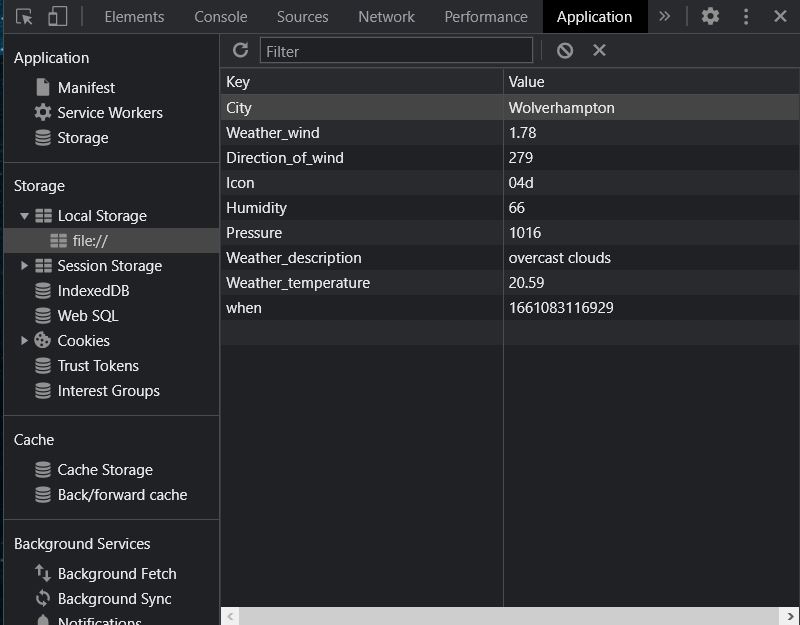 Elements Console Sources Network Performance Application
Filter
Application
Manifest
Service Workers
Storage
Storage
Local Storage
file://
Session Storage
IndexedDB
Web SQL
Cookies
Trust Tokens
Interest Groups
Cache
Cache Storage
Back/forward cache
Background Services
Background Fetch
Background Sync
Notifications
Key Value
City Wolverhampton
Weather_wind 1.78
Direction_of_wind 279
Icon 04d
Humidity 66
Pressure 1016
Weather_description overcast clouds
Weather_temperature 20.59
when 1661083116929